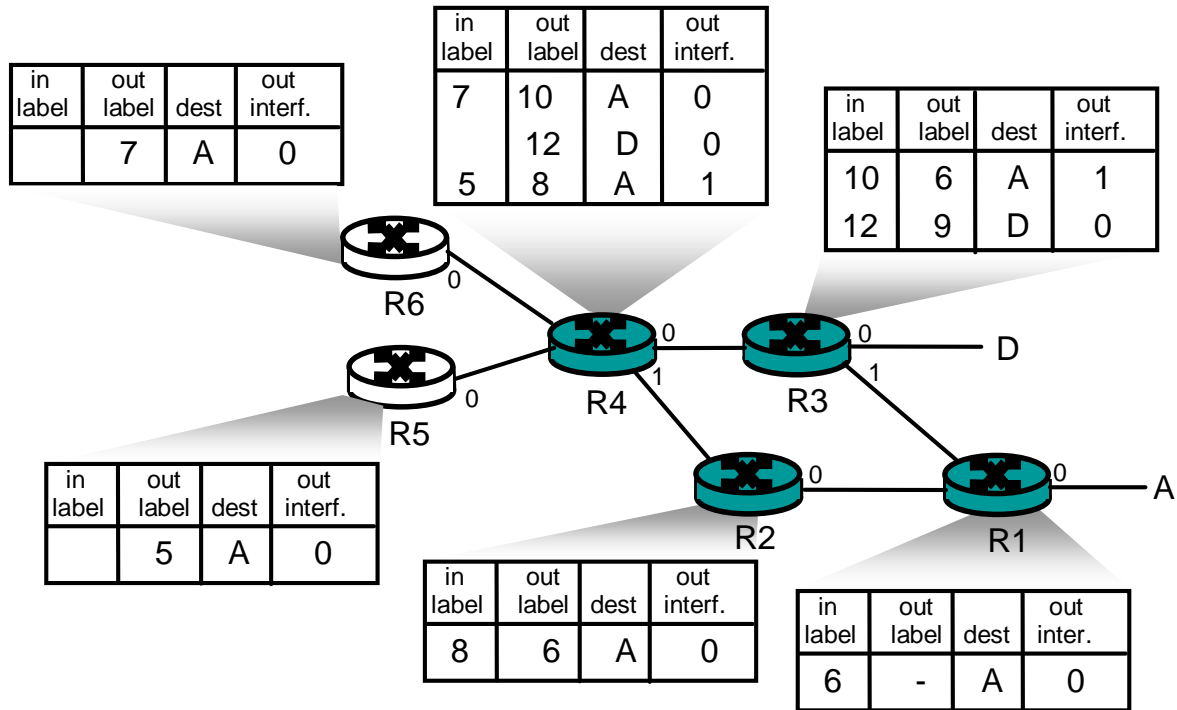 in label | out label | dest | out interf.
7 | 10 | A | 0
12 | D | 0
5 | 8 | A | 1
in label | out label | dest | out interf.
7 | A | 0
in label | out label | dest | out interf.
10 | 6 | A | 1
12 | 9 | D | 0
R6
0
R5
0
R4
0
1
R3
0
1
D
R2
0
R1
0
A
in label | out label | dest | out interf.
5 | A | 0
in label | out label | dest | out interf.
8 | 6 | A | 0
in label | out label | dest | out inter.
6 | - | A | 0